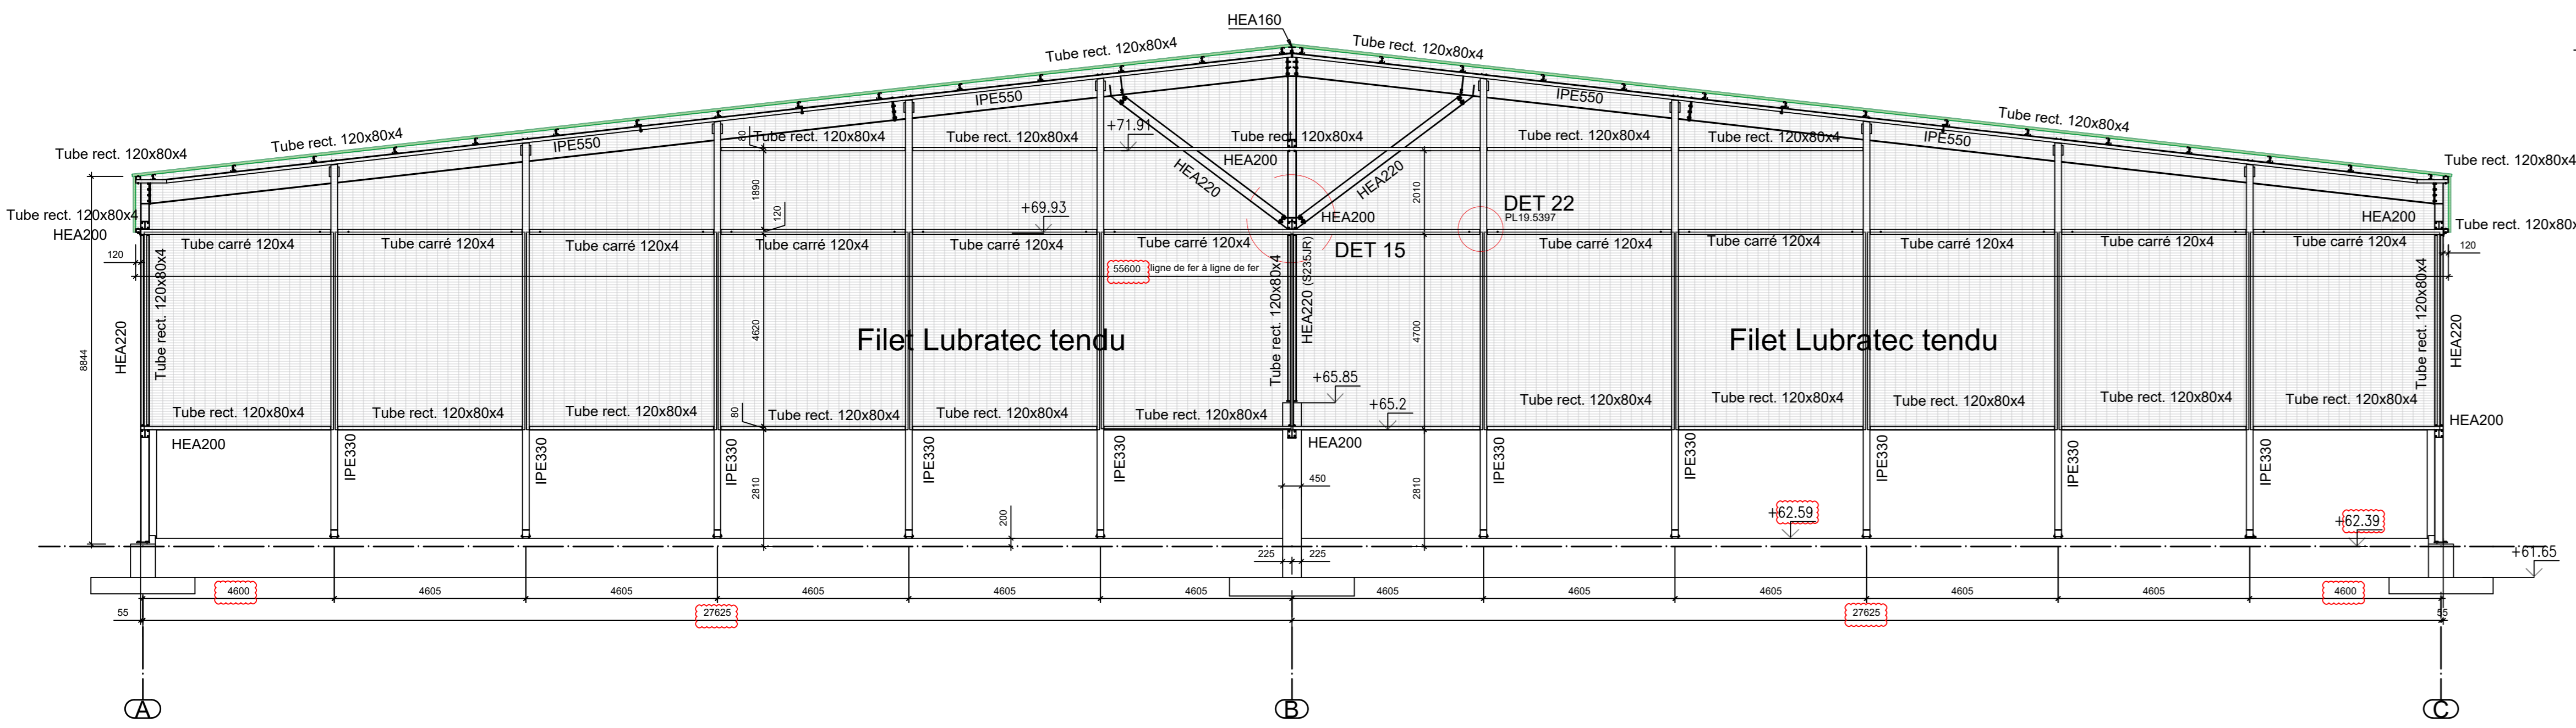 HEA160
Tube rect. 120x80x4
Tube rect. 120x80x4
IPE550
IPE550
Tube rect. 120x80x4
Tube rect. 120x80x4
Tube rect. 120x80x4
IPE550
IPE550
Tube rect. 120x80x4
80
Tube rect. 120x80x4
Tube rect. 120x80x4
+71.91
Tube rect. 120x80x4
Tube rect. 120x80x4
Tube rect. 120x80x4
HEA200
HEA220
HEA220
1890
120
2010
Tube rect. 120x80x4
HEA200
+69.93
HEA200
DET 22
PL19.5397
HEA200
Tube rect. 120x80
Tube carré 120x4
Tube carré 120x4
Tube carré 120x4
Tube carré 120x4
Tube carré 120x4
Tube carré 120x4
DET 15
Tube carré 120x4
Tube carré 120x4
Tube carré 120x4
Tube carré 120x4
Tube carré 120x4
120
120
55600 ligne de fer à ligne de fer
8844
HEA220
Tube rect. 120x80x4
4620
Filet Lubratec tendu
Tube rect. 120x80x4
HEA220 (S235JR)
4700
Filet Lubratec tendu
Tube rect. 120x80x4
HEA220
+65.85
+65.2
Tube rect. 120x80x4
Tube rect. 120x80x4
Tube rect. 120x80x4
80
Tube rect. 120x80x4
Tube rect. 120x80x4
Tube rect. 120x80x4
Tube rect. 120x80x4
Tube rect. 120x80x4
Tube rect. 120x80x4
Tube rect. 120x80x4
Tube rect. 120x80x4
HEA200
HEA200
HEA200
IPE330
IPE330
IPE330
IPE330
IPE330
IPE330
IPE330
IPE330
IPE330
IPE330
2810
450
2810
200
+62.59
+62.39
225
225
+61.65
4600
4605
4605
4605
4605
4605
4605
4605
4605
4605
4605
4600
55
27625
27625
55
A
B
C